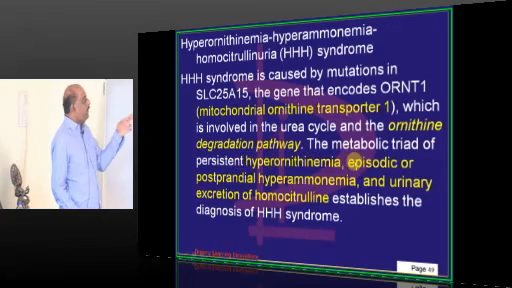 Hyperornithinemia-hyperammonemia-
homocitrullinuria (HHH) syndrome
HHH syndrome is caused by mutations in
SLC25A15, the gene that encodes ORNT1
(mitochondrial ornithine transporter 1), which
is involved in the urea cycle and the ornithine
degradation pathway. The metabolic triad of
persistent hyperornithinemia, episodic or
postprandial hyperammonemia, and urinary
excretion of homocitrulline establishes the
diagnosis of HHH syndrome.
Page 49